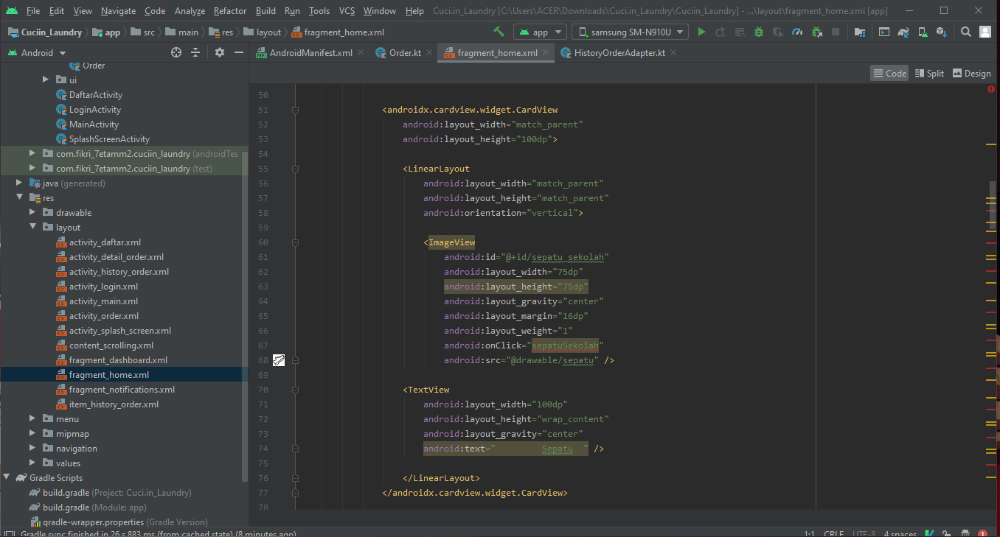 File Edit View Navigate Code Analyze Refactor Build Run Tools VCS Window Help Cuci.in_Laundry [C:\Users\ACER\Downloads\Cuci.in_Laundry\Cuciin_Laundry] - ...\layout\fragment_home.xml [app]
Cuciin_Laundry app src main res layout fragment_home.xml app samsung SM-N910U
Android AndroidManifest.xml Order.kt fragment_home.xml HistoryOrderAdapter.kt
Code Split Design
Order
ui
DaftarActivity
LoginActivity
MainActivity
SplashScreenActivity
com.fikri_7etamm2.cuciin_laundry (androidTes
com.fikri_7etamm2.cuciin_laundry (test)
java (generated)
res
drawable
layout
activity_daftar.xml
activity_detail_order.xml
activity_history_order.xml
activity_login.xml
activity_main.xml
activity_order.xml
activity_splash_screen.xml
content_scrolling.xml
fragment_dashboard.xml
fragment_home.xml
fragment_notifications.xml
item_history_order.xml
menu
mipmap
navigation
values
Gradle Scripts
build.gradle (Project: Cuci.in_Laundry)
build.gradle (Module: app)
gradle-wrapper.properties (Gradle Version)
50
51 <androidx.cardview.widget.CardView
52 android:layout_width="match_parent"
53 android:layout_height="100dp">
54
55 <LinearLayout
56 android:layout_width="match_parent"
57 android:layout_height="match_parent"
58 android:orientation="vertical">
59
60 <ImageView
61 android:id="@+id/sepatu_sekolah"
62 android:layout_width="75dp"
63 android:layout_height="75dp"
64 android:layout_gravity="center"
65 android:layout_margin="16dp"
66 android:layout_weight="1"
67 android:onClick="sepatuSekolah"
68 android:src="@drawable/sepatu" />
69
70 <TextView
71 android:layout_width="100dp"
72 android:layout_height="wrap_content"
73 android:layout_gravity="center"
74 android:text="         Sepatu  " />
75
76 </LinearLayout>
77 </androidx.cardview.widget.CardView>
78
Gradle sync finished in 26 s 883 ms (from cached state) (8 minutes ago) 1:1 CRLF UTF-8 4 spaces 1